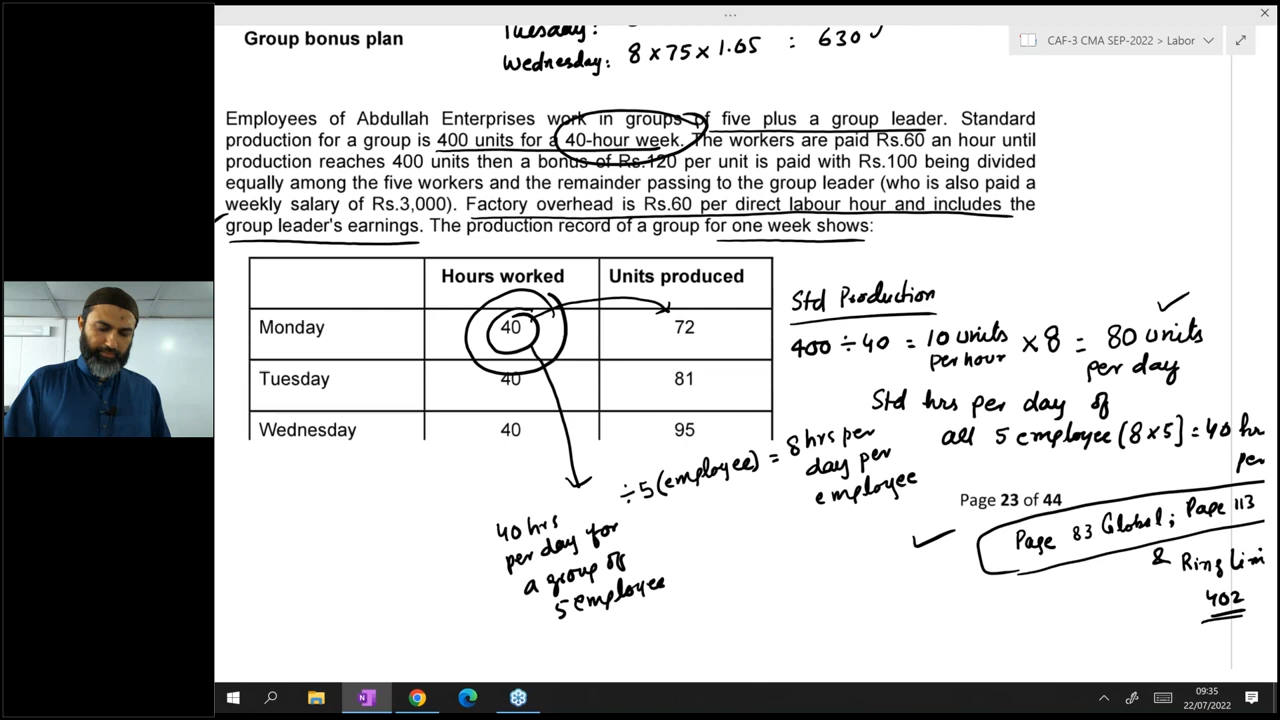 Tuesday:
CAF-3 CMA SEP-2022 > Labor
Group bonus plan
Wednesday: 8 x 75 x 1.05 : 630
Employees of Abdullah Enterprises work in groups of five plus a group leader. Standard
production for a group is 400 units for a 40-hour week. The workers are paid Rs.60 an hour until
production reaches 400 units then a bonus of Rs.120 per unit is paid with Rs.100 being divided
equally among the five workers and the remainder passing to the group leader (who is also paid a
weekly salary of Rs.3,000). Factory overhead is Rs.60 per direct labour hour and includes the
group leader's earnings. The production record of a group for one week shows:
Hours worked Units produced
Monday 40 72
Tuesday 40 81
Wednesday 40 95
Std Production
400 ÷ 40 = 10 units per hour x 8 = 80 units per day
Std hrs per day of
all 5 employee (8 x 5) = 40 hr
per
÷ 5 (employee) = 8 hrs per
day per
employee
40 hrs
per day for
a group of
5 employee
Page 23 of 44
Page 83 Global; Page 113
& Ring
402
09:35
22/07/2022